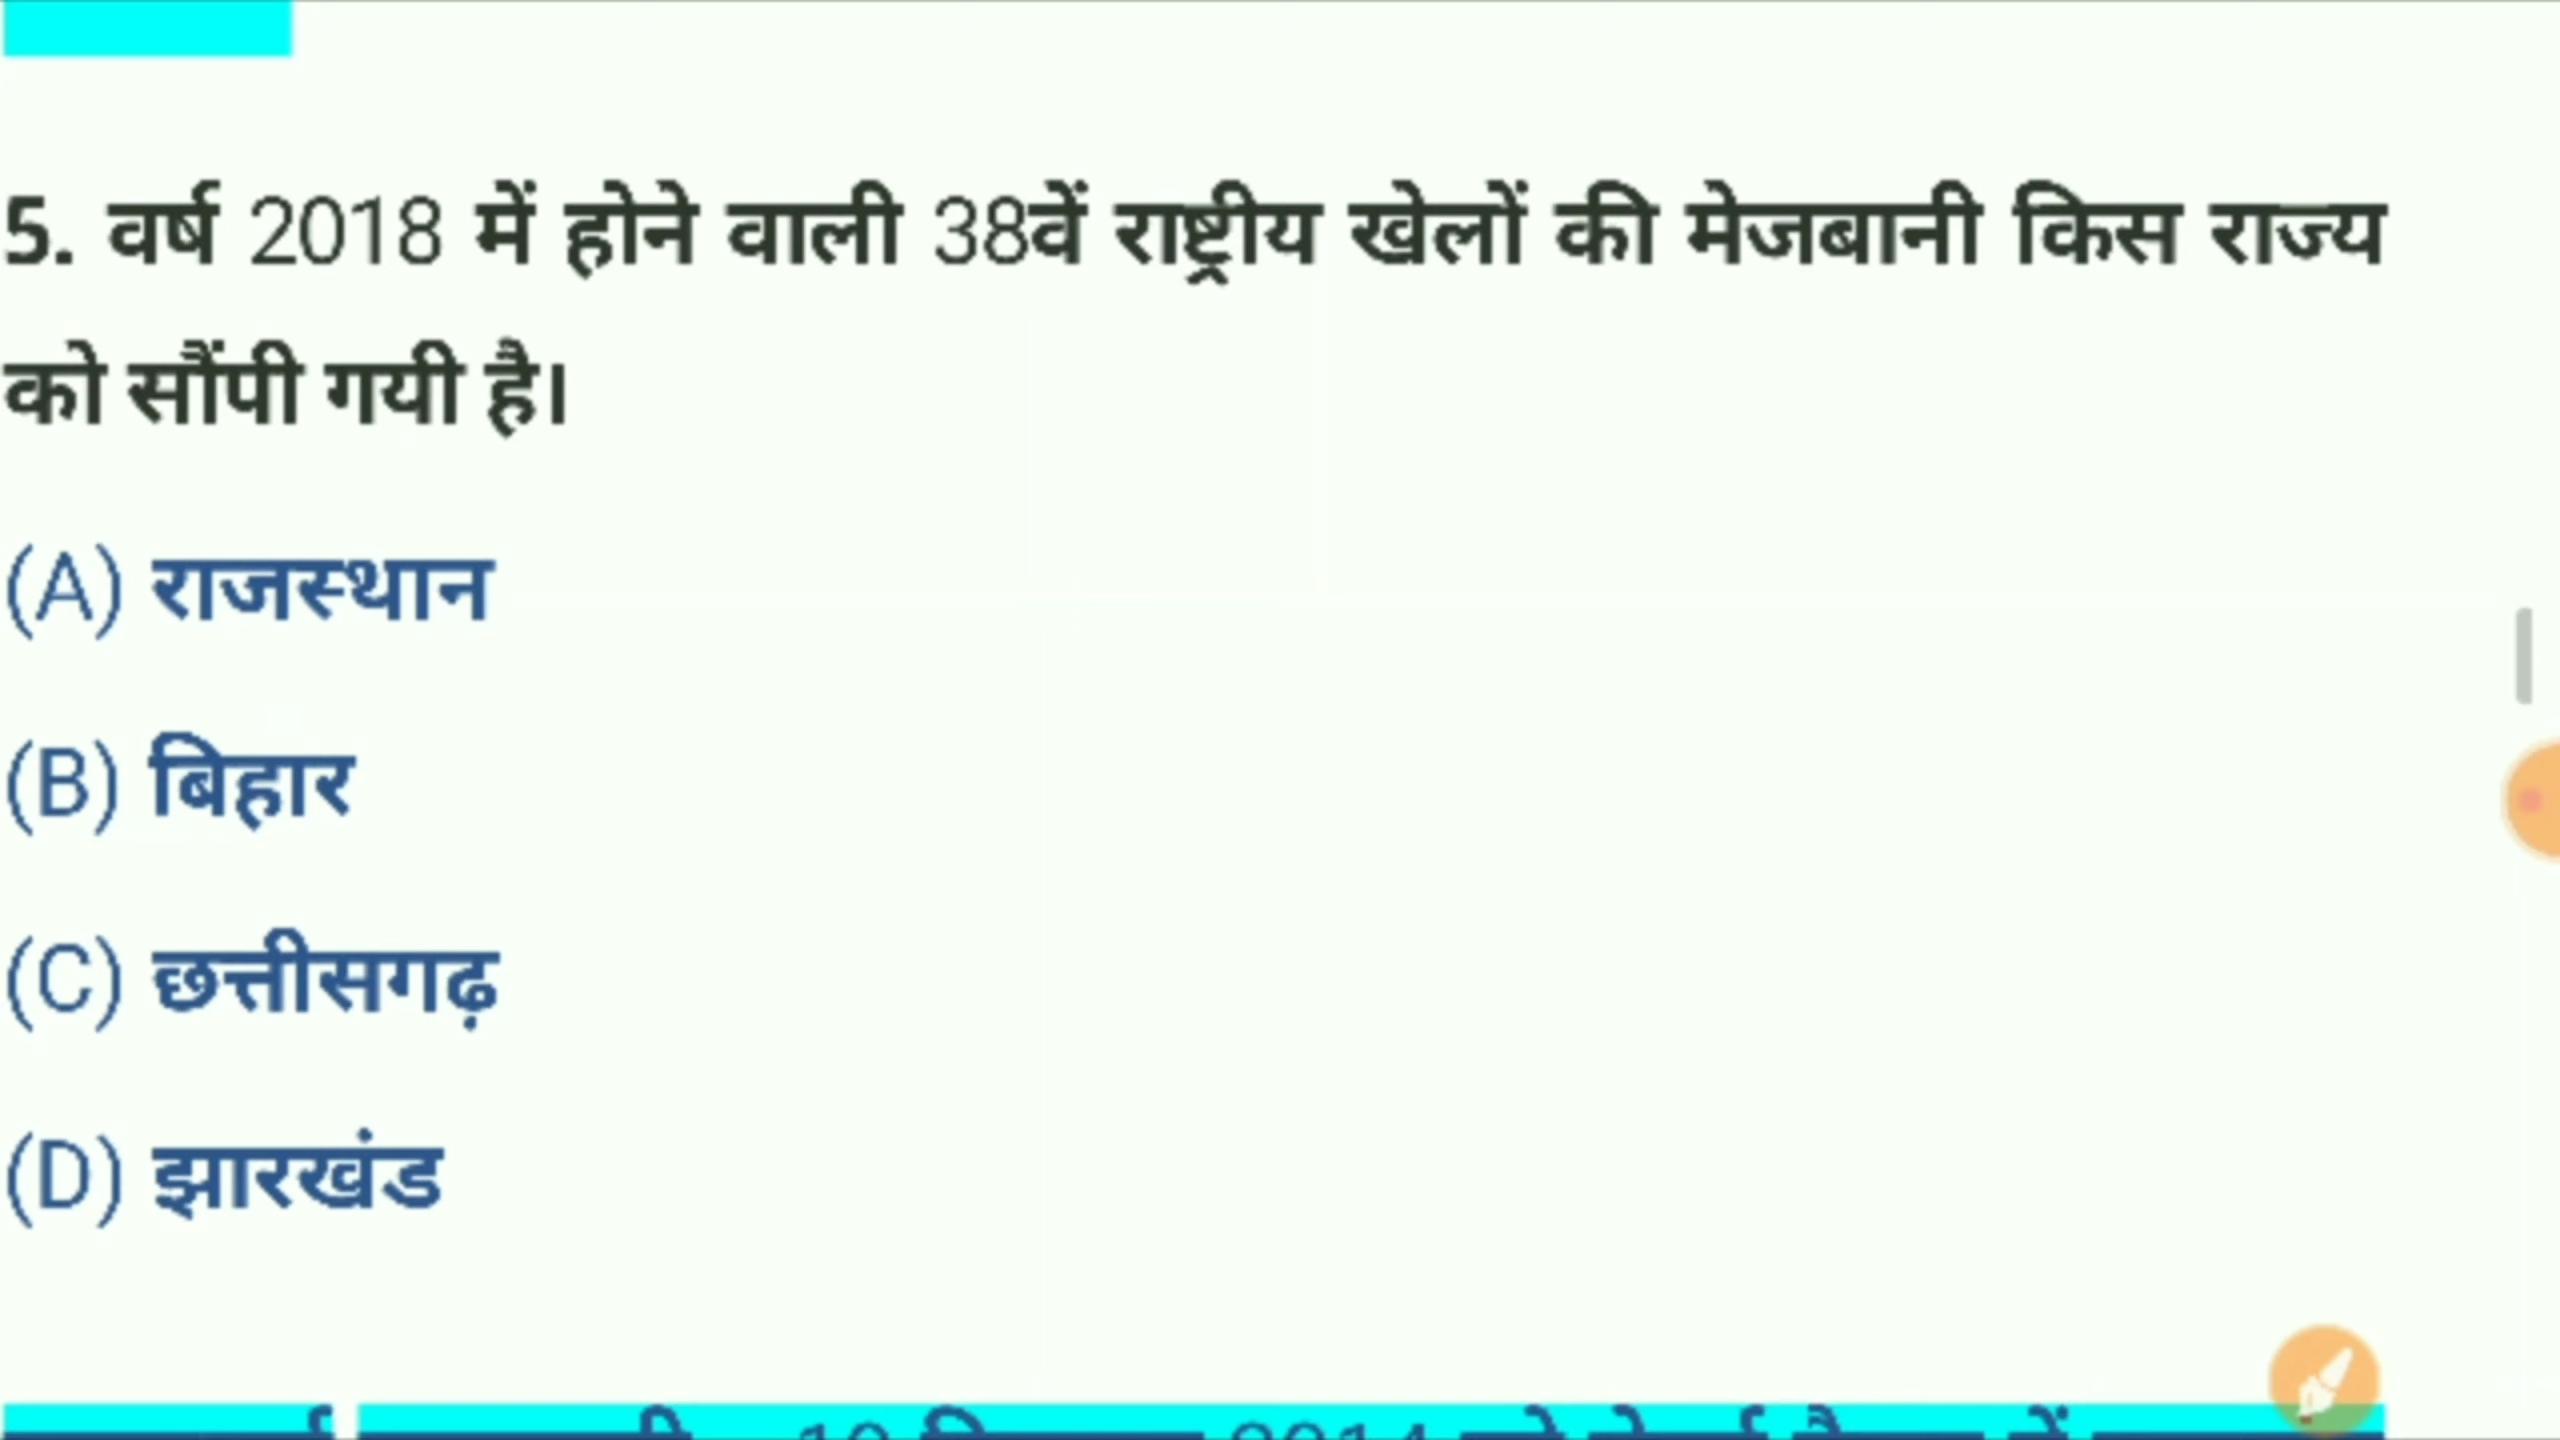 5. वर्ष 2018 में होने वाली 38वें राष्ट्रीय खेलों की मेजबानी किस राज्य
को सौंपी गयी है।
(A) राजस्थान
(B) बिहार
(C) छत्तीसगढ़
(D) झारखंड